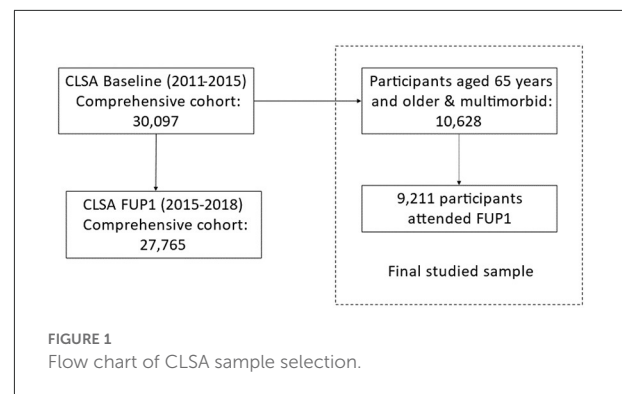 CLSA Baseline (2011-2015)
Comprehensive cohort:
30,097
Participants aged 65 years
and older & multimorbid:
10,628
CLSA FUP1 (2015-2018)
Comprehensive cohort:
27,765
9,211 participants
attended FUP1
Final studied sample
FIGURE 1
Flow chart of CLSA sample selection.